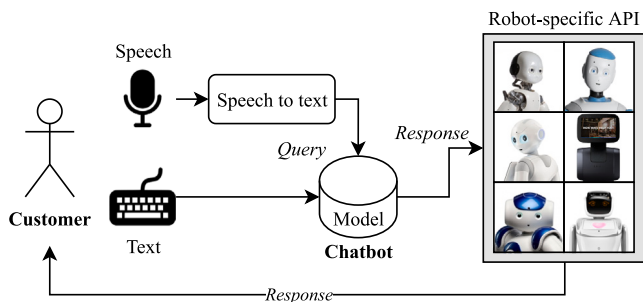 Robot-specific API
Speech
Speech to text
Response
Query
Customer
Text
Model
Chatbot
Response